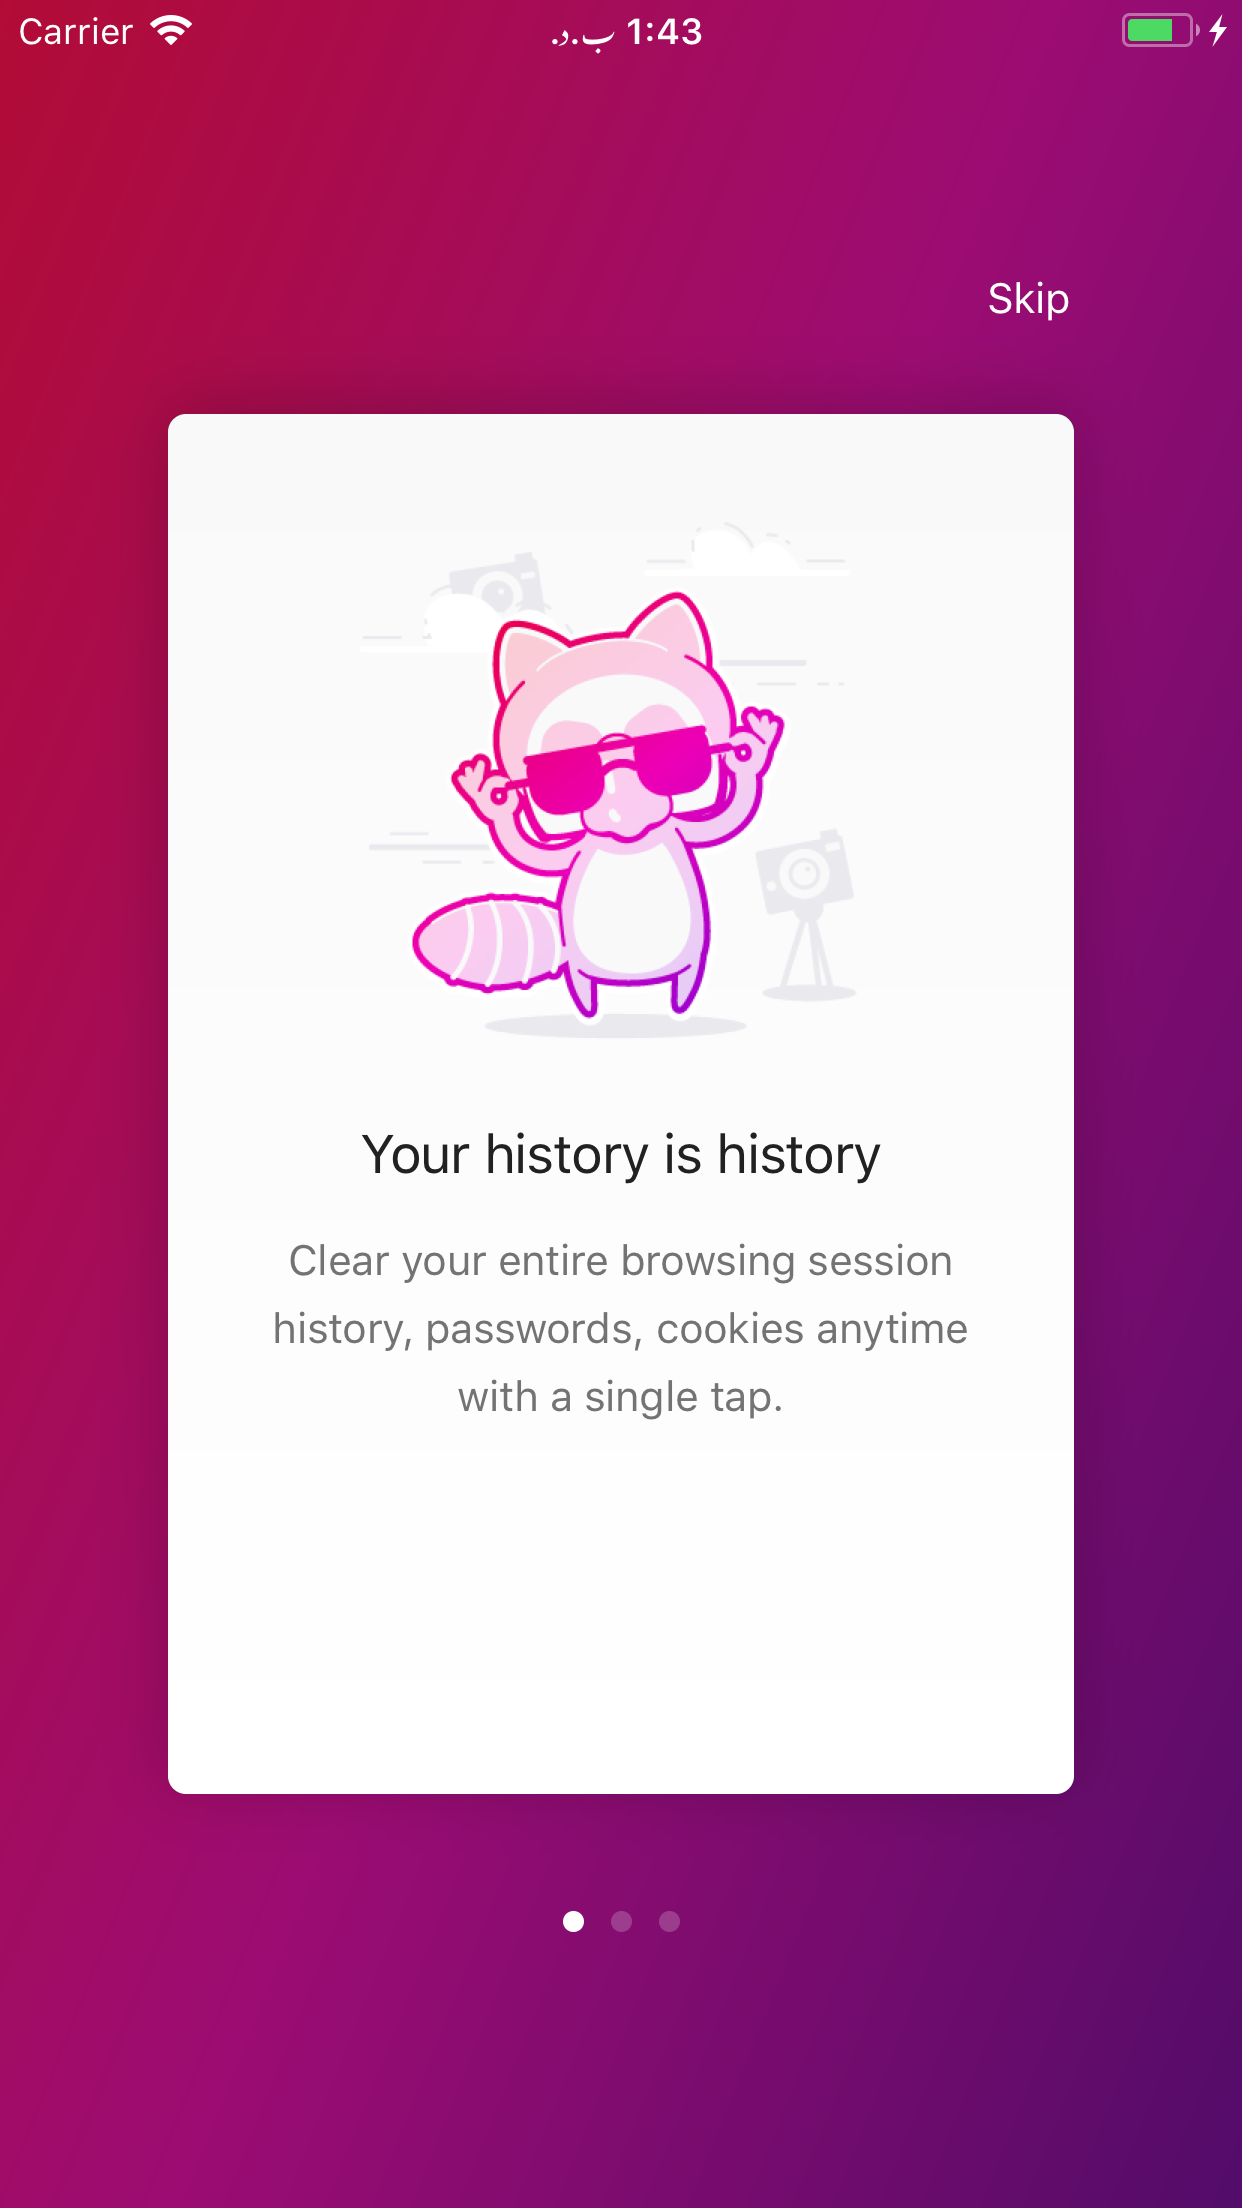 Carrier
1:43 ب.د.
Skip
Your history is history
Clear your entire browsing session
history, passwords, cookies anytime
with a single tap.